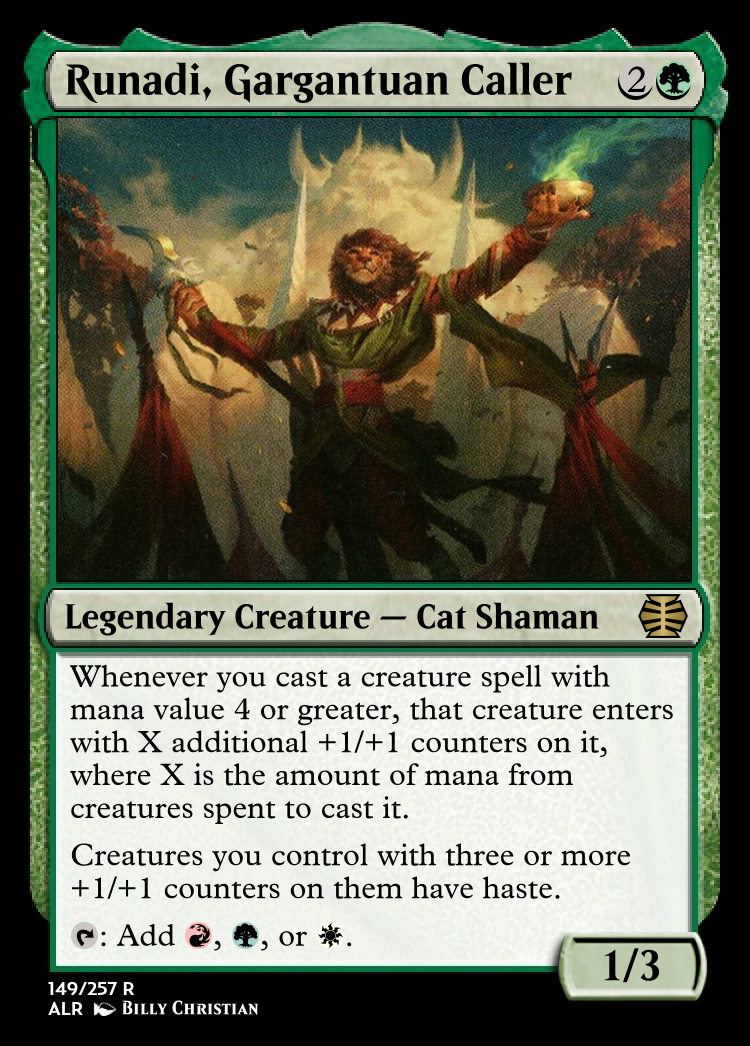 Runadi, Gargantuan Caller 2
Legendary Creature — Cat Shaman
Whenever you cast a creature spell with
mana value 4 or greater, that creature enters
with X additional +1/+1 counters on it,
where X is the amount of mana from
creatures spent to cast it.
Creatures you control with three or more
+1/+1 counters on them have haste.
: Add , , or .
1/3
149/257 R
ALR Billy Christian